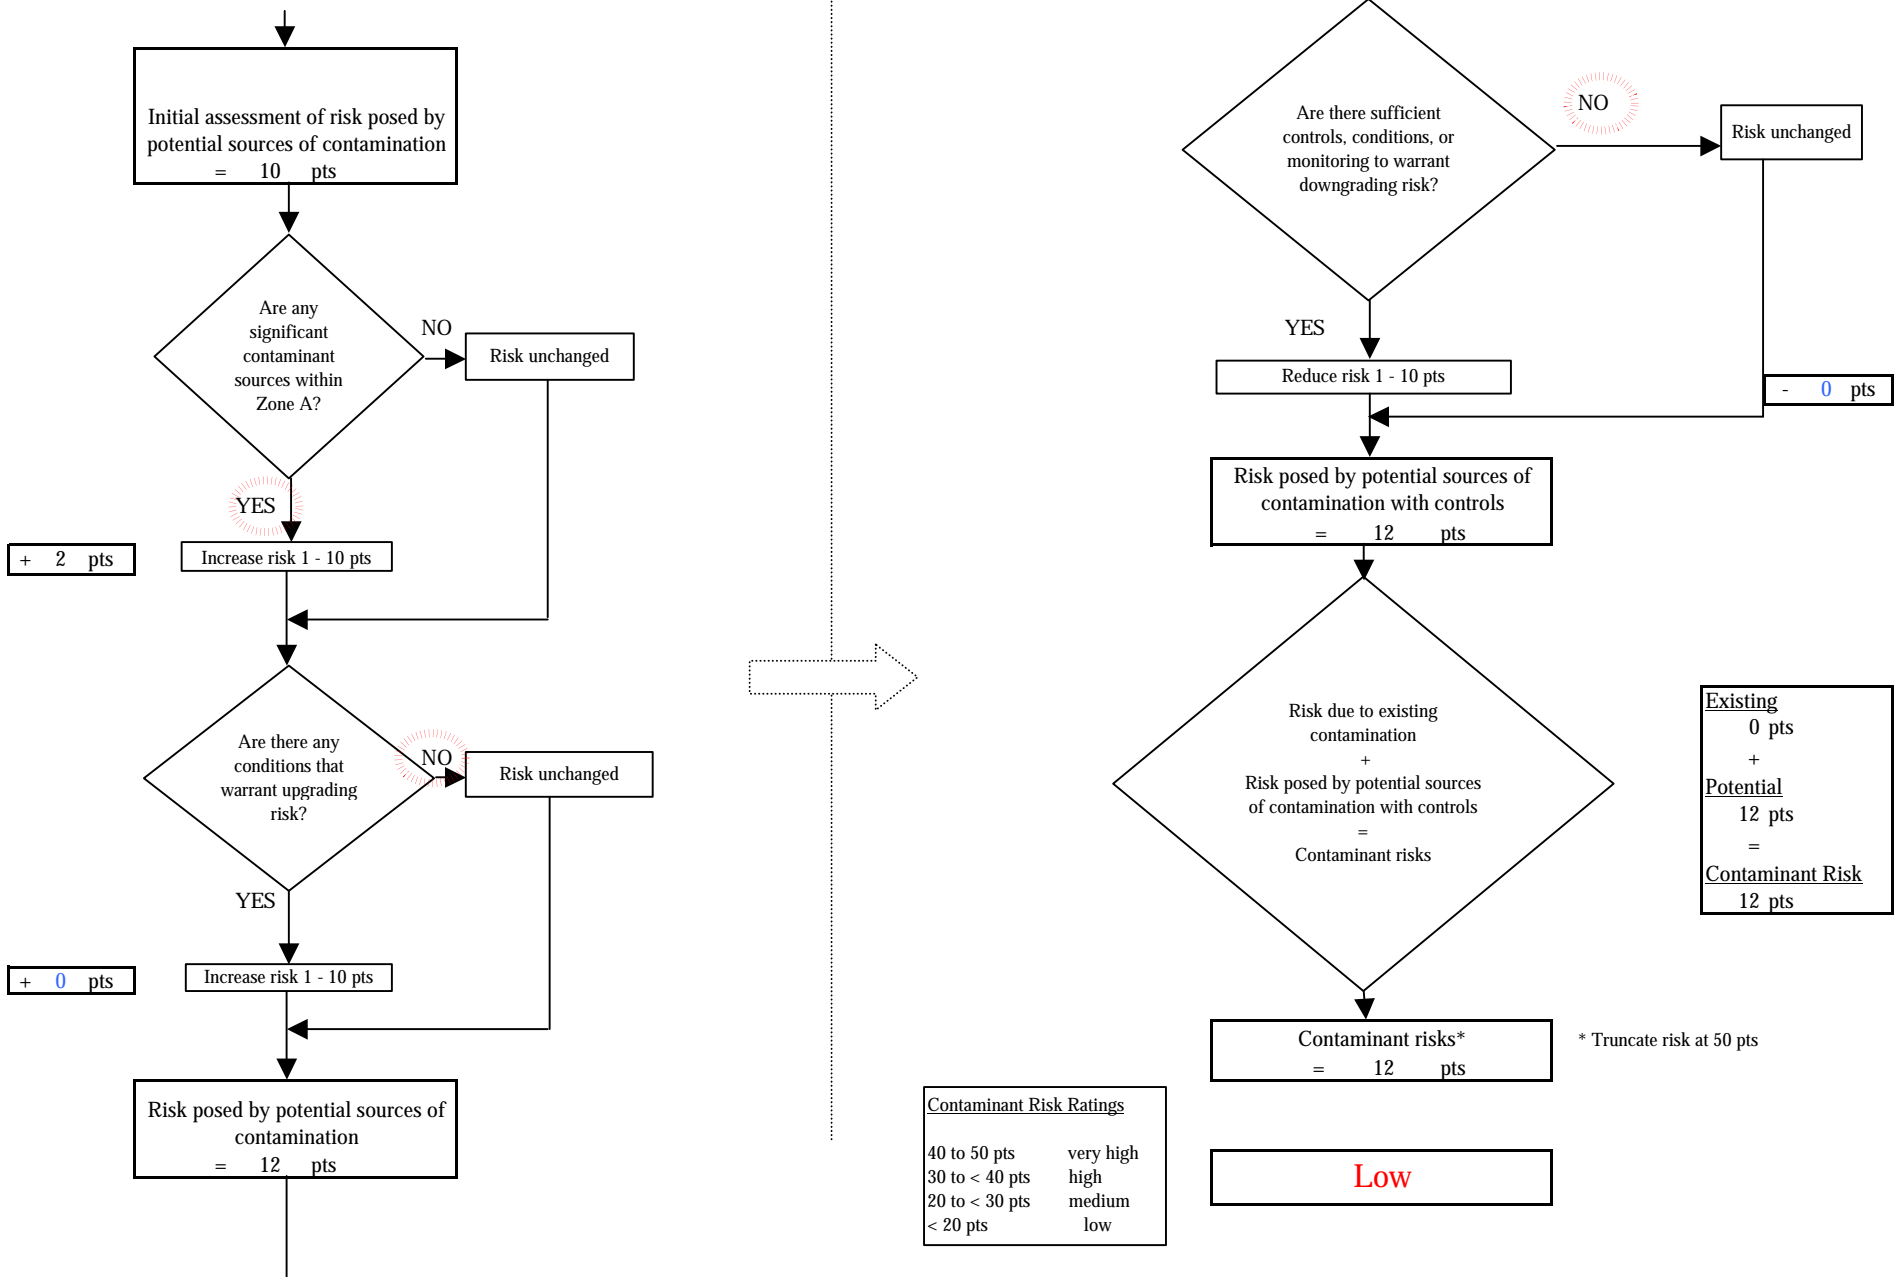 Initial assessment of risk posed by
potential sources of contamination
= 10 pts
Are any
significant
contaminant
sources within
Zone A?
NO
Risk unchanged
YES
+ 2 pts
Increase risk 1 - 10 pts
Are there any
conditions that
warrant upgrading
risk?
NO
Risk unchanged
YES
+ 0 pts
Increase risk 1 - 10 pts
Risk posed by potential sources of
contamination
= 12 pts
Are there sufficient
controls, conditions, or
monitoring to warrant
downgrading risk?
NO
Risk unchanged
YES
Reduce risk 1 - 10 pts
- 0 pts
Risk posed by potential sources of
contamination with controls
= 12 pts
Risk due to existing
contamination
+
Risk posed by potential sources
of contamination with controls
=
Contaminant risks
Existing
0 pts
+
Potential
12 pts
=
Contaminant Risk
12 pts
Contaminant risks*
= 12 pts
* Truncate risk at 50 pts
Contaminant Risk Ratings
40 to 50 pts very high
30 to < 40 pts high
20 to < 30 pts medium
< 20 pts low
Low